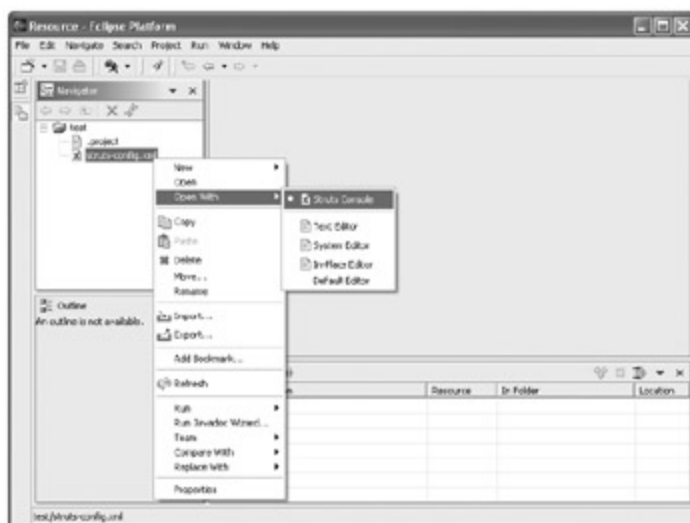 Resource - Eclipse Platform
File Edit Navigate Search Project Run Window Help
Navigator
test
.project
struts-config.xml
New
Open
Open With
Struts Console
Text Editor
System Editor
In-Place Editor
Default Editor
Copy
Paste
Delete
Move...
Rename
Import...
Export...
Add Bookmark...
Refresh
Run
Run Javadoc Wizard...
Team
Compare With
Replace With
Properties
Outline
An outline is not available.
Resource In Folder Location
test/struts-config.xml